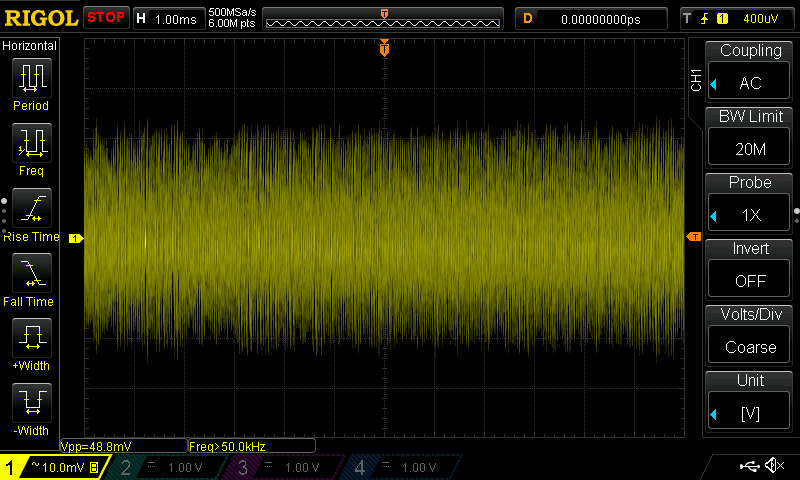 RIGOL STOP H 1.00ms 500MSa/s 6.00M pts T D 0.00000000ps T 1 400uV
Horizontal
Period
Freq
Rise Time
Fall Time
+Width
-Width
T
1
T
CH1
Coupling
AC
BW Limit
20M
Probe
1X
Invert
OFF
Volts/Div
Coarse
Unit
[V]
Vpp=48.8mV Freq>50.0kHz
1 ~ 10.0mV B 2 1.00 V 3 1.00 V 4 1.00 V